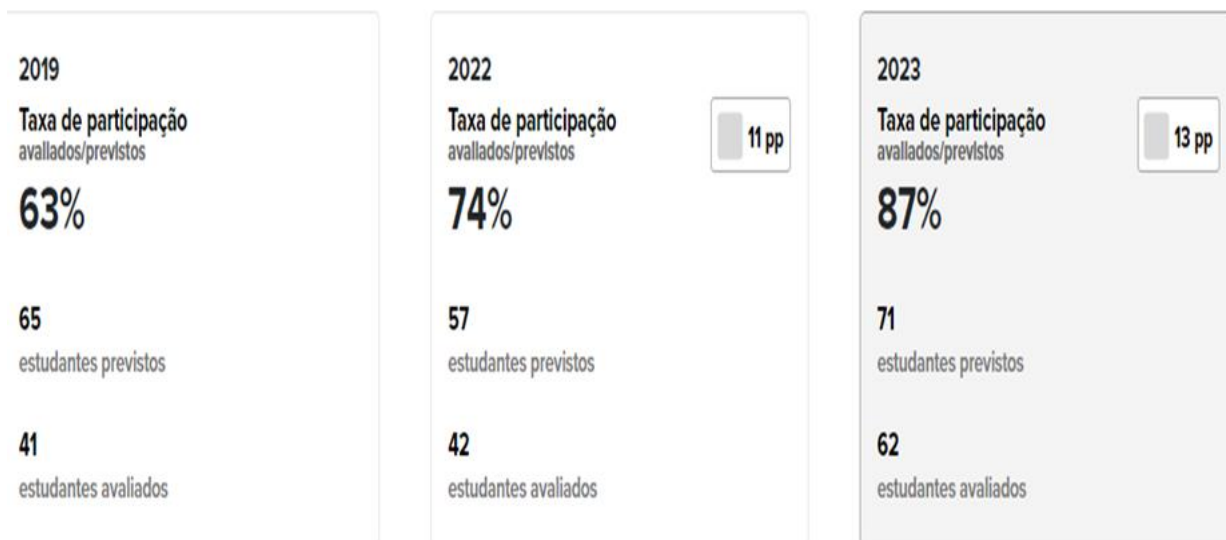 2019
Taxa de participação
avaliados/previstos
63%
65
estudantes previstos
41
estudantes avaliados
2022
Taxa de participação
avaliados/previstos
11 pp
74%
57
estudantes previstos
42
estudantes avaliados
2023
Taxa de participação
avaliados/previstos
13 pp
87%
71
estudantes previstos
62
estudantes avaliados